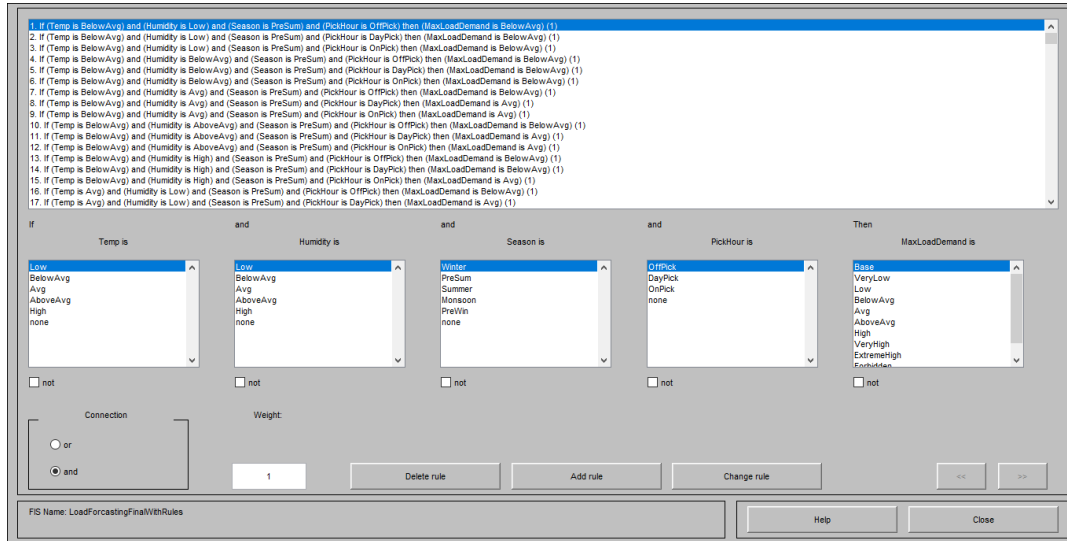 1. If (Temp is BelowAvg) and (Humidity is Low) and (Season is PreSum) and (PickHour is OffPick) then (MaxLoadDemand is BelowAvg) (1)
2. If (Temp is BelowAvg) and (Humidity is Low) and (Season is PreSum) and (PickHour is DayPick) then (MaxLoadDemand is BelowAvg) (1)
3. If (Temp is BelowAvg) and (Humidity is Low) and (Season is PreSum) and (PickHour is OnPick) then (MaxLoadDemand is BelowAvg) (1)
4. If (Temp is BelowAvg) and (Humidity is BelowAvg) and (Season is PreSum) and (PickHour is OffPick) then (MaxLoadDemand is BelowAvg) (1)
5. If (Temp is BelowAvg) and (Humidity is BelowAvg) and (Season is PreSum) and (PickHour is DayPick) then (MaxLoadDemand is BelowAvg) (1)
6. If (Temp is BelowAvg) and (Humidity is BelowAvg) and (Season is PreSum) and (PickHour is OnPick) then (MaxLoadDemand is BelowAvg) (1)
7. If (Temp is BelowAvg) and (Humidity is Avg) and (Season is PreSum) and (PickHour is OffPick) then (MaxLoadDemand is BelowAvg) (1)
8. If (Temp is BelowAvg) and (Humidity is Avg) and (Season is PreSum) and (PickHour is DayPick) then (MaxLoadDemand is Avg) (1)
9. If (Temp is BelowAvg) and (Humidity is Avg) and (Season is PreSum) and (PickHour is OnPick) then (MaxLoadDemand is Avg) (1)
10. If (Temp is BelowAvg) and (Humidity is AboveAvg) and (Season is PreSum) and (PickHour is OffPick) then (MaxLoadDemand is BelowAvg) (1)
11. If (Temp is BelowAvg) and (Humidity is AboveAvg) and (Season is PreSum) and (PickHour is DayPick) then (MaxLoadDemand is Avg) (1)
12. If (Temp is BelowAvg) and (Humidity is AboveAvg) and (Season is PreSum) and (PickHour is OnPick) then (MaxLoadDemand is Avg) (1)
13. If (Temp is BelowAvg) and (Humidity is High) and (Season is PreSum) and (PickHour is OffPick) then (MaxLoadDemand is BelowAvg) (1)
14. If (Temp is BelowAvg) and (Humidity is High) and (Season is PreSum) and (PickHour is DayPick) then (MaxLoadDemand is BelowAvg) (1)
15. If (Temp is BelowAvg) and (Humidity is High) and (Season is PreSum) and (PickHour is OnPick) then (MaxLoadDemand is Avg) (1)
16. If (Temp is Avg) and (Humidity is Low) and (Season is PreSum) and (PickHour is OffPick) then (MaxLoadDemand is BelowAvg) (1)
17. If (Temp is Avg) and (Humidity is Low) and (Season is PreSum) and (PickHour is DayPick) then (MaxLoadDemand is Avg) (1)
If
Temp is
Low
BelowAvg
Avg
AboveAvg
High
none
not
and
Humidity is
Low
BelowAvg
Avg
AboveAvg
High
none
not
and
Season is
Winter
PreSum
Summer
Monsoon
PreWin
none
not
and
PickHour is
OffPick
DayPick
OnPick
none
not
Then
MaxLoadDemand is
Base
VeryLow
Low
BelowAvg
Avg
AboveAvg
High
VeryHigh
ExtremeHigh
Forbidden
not
Connection
or
and
Weight:
1
Delete rule
Add rule
Change rule
<<
>>
FIS Name: LoadForcastingFinalWithRules
Help
Close